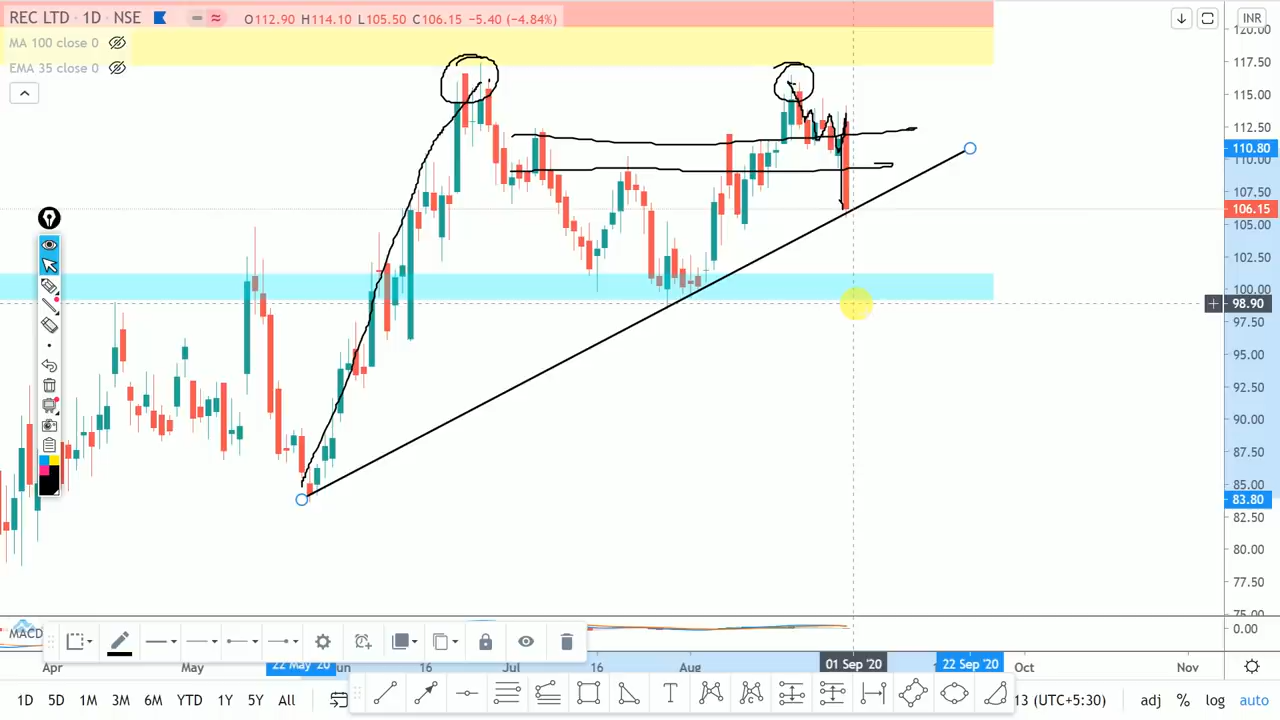 REC LTD · 1D · NSE
O112.90 H114.10 L105.50 C106.15 −5.40 (−4.84%)
INR
MA 100 close 0
EMA 35 close 0
120.00
117.50
115.00
112.50
110.80
110.00
107.50
106.15
105.00
102.50
100.00
98.90
97.50
95.00
92.50
90.00
87.50
85.00
83.80
82.50
80.00
77.50
75.00
MACD
0.00
Apr
May
22 May '20
un
16
Jul
16
Aug
01 Sep '20
22 Sep '20
Oct
Nov
1D 5D 1M 3M 6M YTD 1Y 5Y All
T
13 (UTC+5:30)
adj % log auto